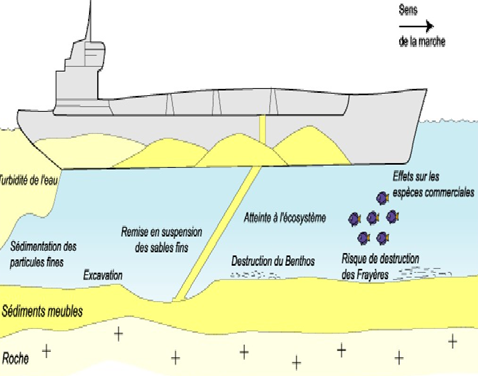 Sens
de la marche
Turbidité de l'eau
Effets sur les
espèces commerciales
Sédimentation des
particules fines
Remise en suspension
des sables fins
Atteinte à l'écosystème
Excavation
Destruction du Benthos
Risque de destruction
des Frayères
Sédiments meubles
Roche